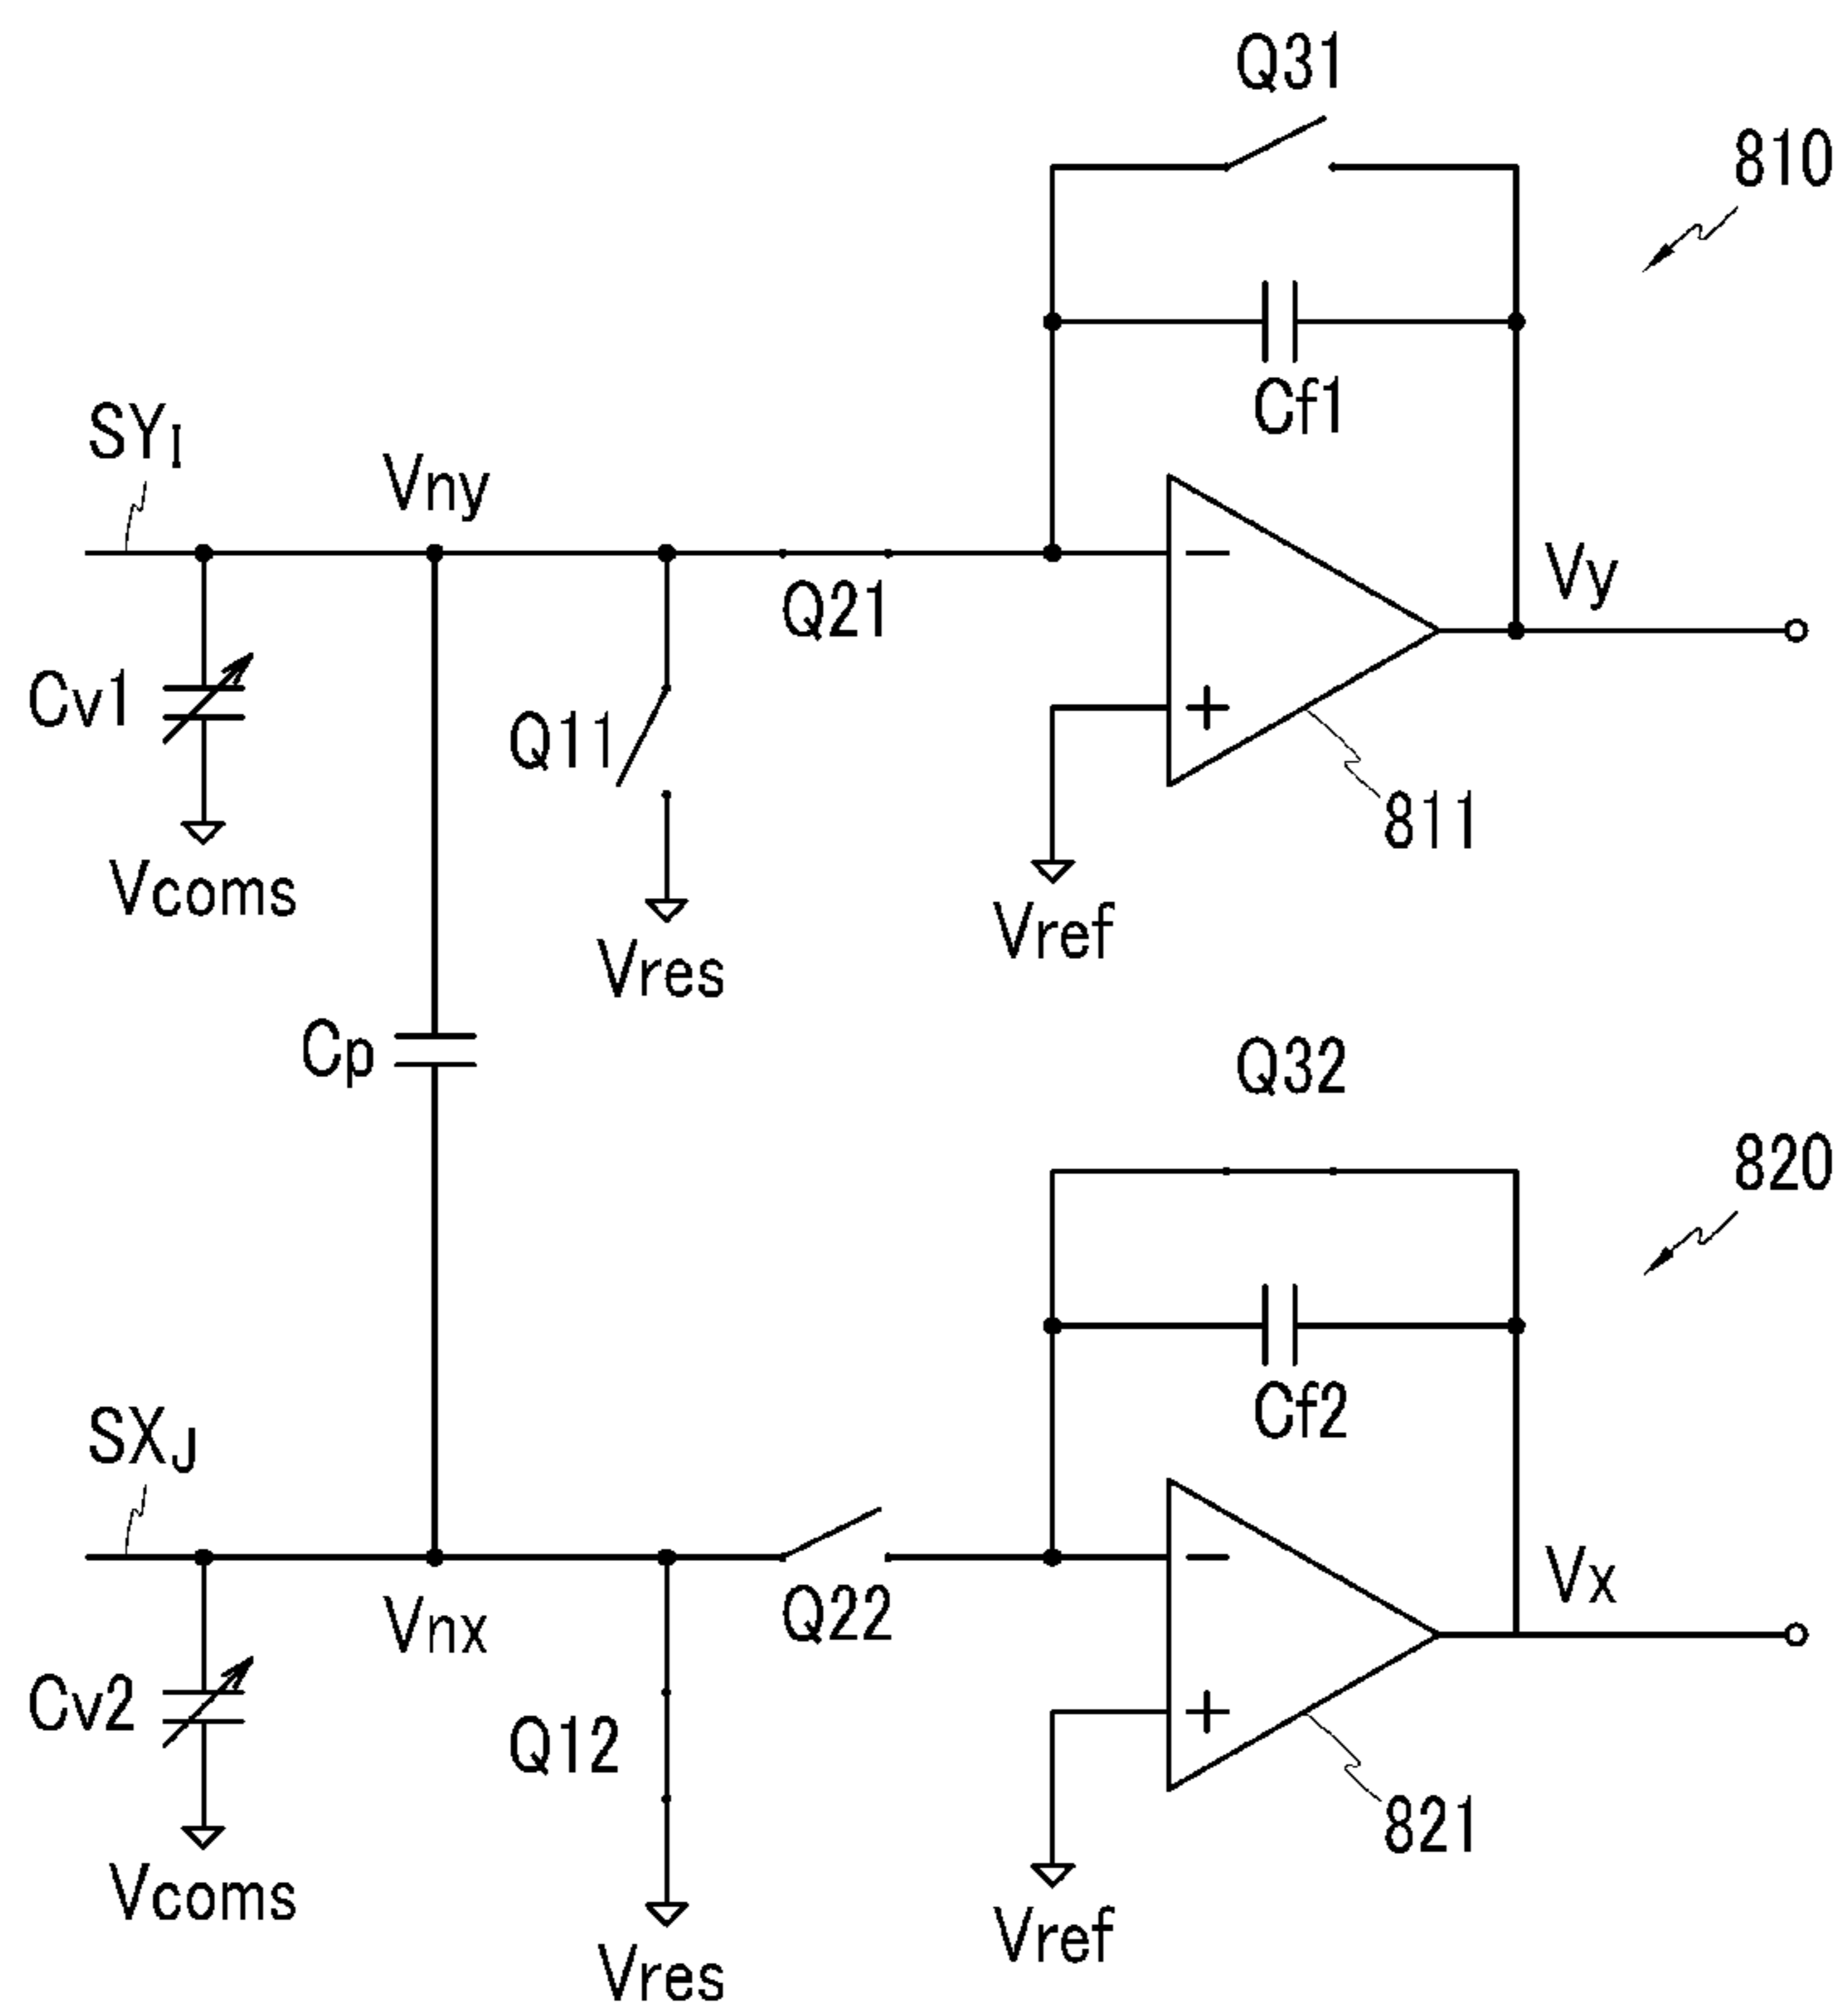 Q31
810
Cf1
SYI
Vny
Q21
−
Vy
Cv1
Q11
+
811
Vcoms
Vref
Vres
Cp
Q32
820
Cf2
SXJ
Vnx
Q22
−
Vx
Cv2
Q12
+
821
Vcoms
Vref
Vres